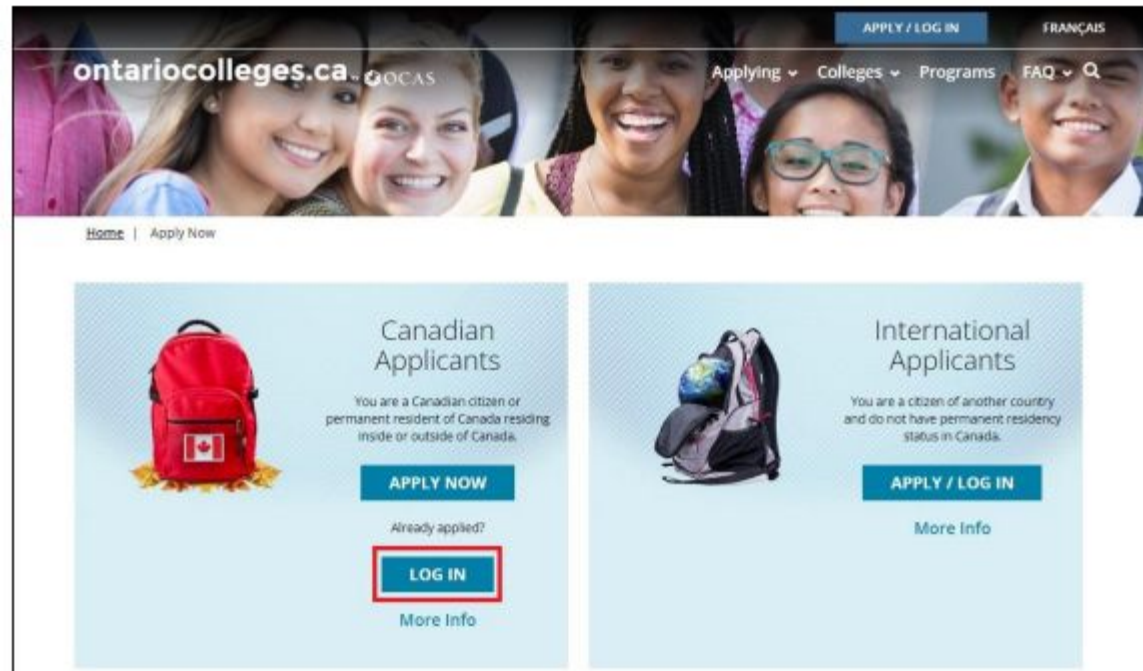 APPLY / LOG IN FRANÇAIS
ontariocolleges.ca OCAS Applying Colleges Programs FAQ
Home | Apply Now
Canadian
Applicants
You are a Canadian citizen or
permanent resident of Canada residing
inside or outside of Canada.
APPLY NOW
Already applied?
LOG IN
More Info
International
Applicants
You are a citizen of another country
and do not have permanent residency
status in Canada.
APPLY / LOG IN
More Info